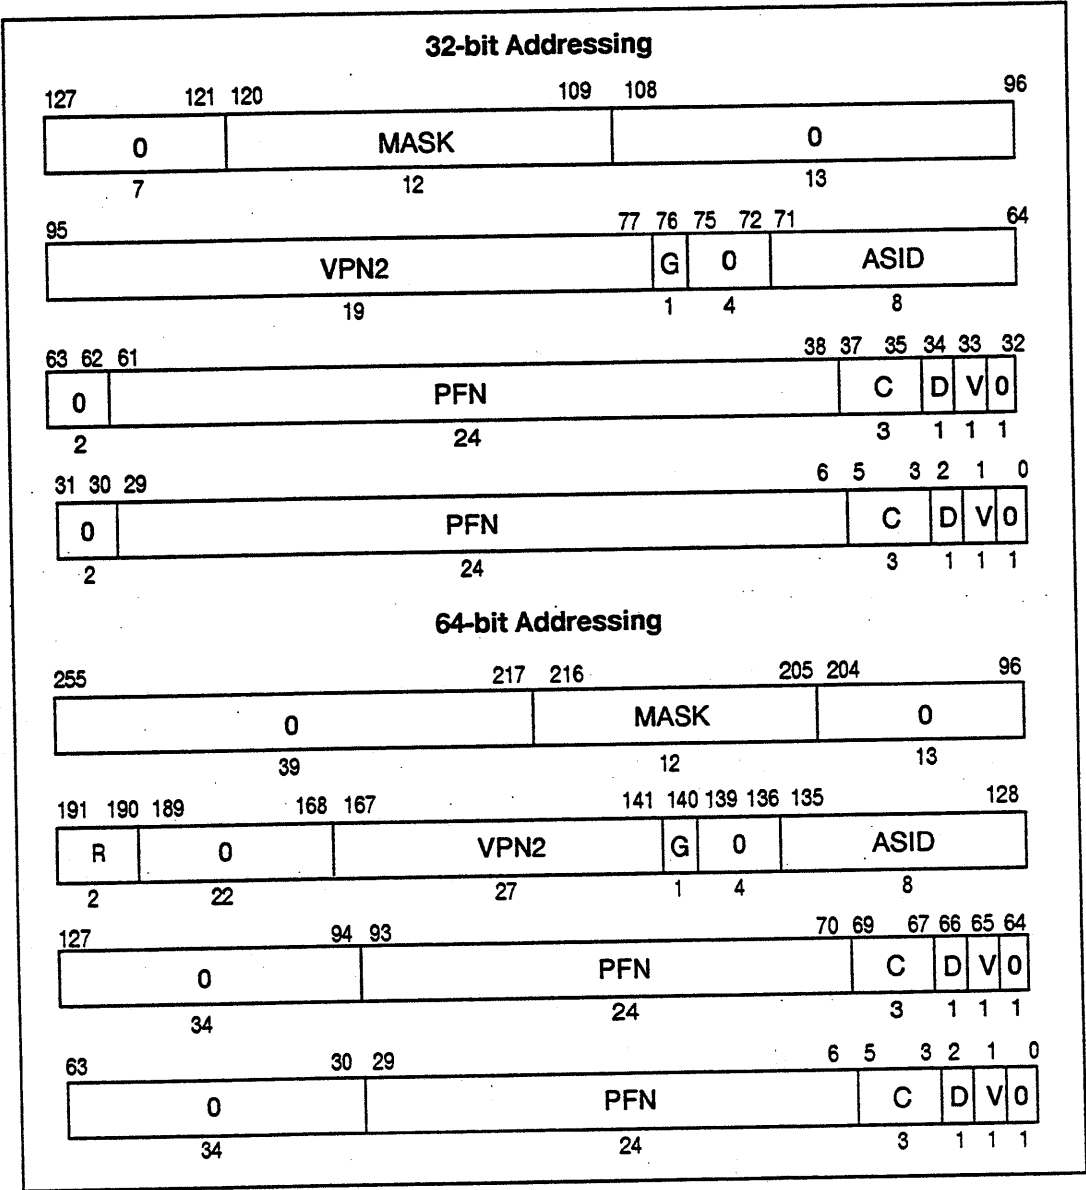 32-bit Addressing
127 121 120 109 108 96
0 MASK 0
7 12 13
95 77 76 75 72 71 64
VPN2 G 0 ASID
19 1 4 8
63 62 61 38 37 35 34 33 32
0 PFN C D V 0
2 24 3 1 1 1
31 30 29 6 5 3 2 1 0
0 PFN C D V 0
2 24 3 1 1 1
64-bit Addressing
255 217 216 205 204 96
0 MASK 0
39 12 13
191 190 189 168 167 141 140 139 136 135 128
R 0 VPN2 G 0 ASID
2 22 27 1 4 8
127 94 93 70 69 67 66 65 64
0 PFN C D V 0
34 24 3 1 1 1
63 30 29 6 5 3 2 1 0
0 PFN C D V 0
34 24 3 1 1 1